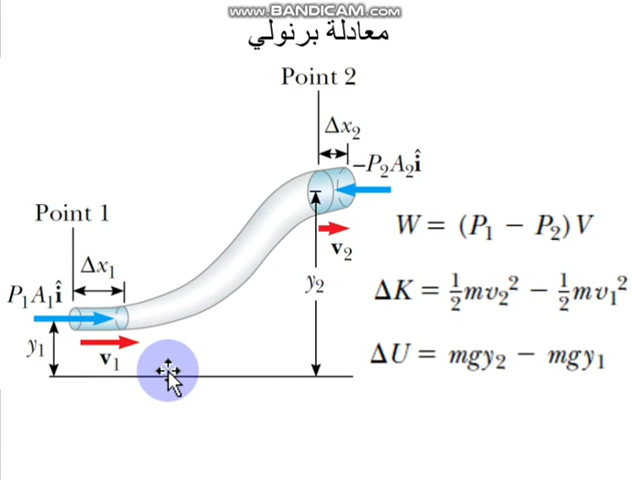 www.BANDICAM.com
معادلة برنولي
Point 2
Δx₂
−P₂A₂î
Point 1
Δx₁
P₁A₁î
y₁
v₁
v₂
y₂
W = (P₁ − P₂)V
ΔK = ½mv₂² − ½mv₁²
ΔU = mgy₂ − mgy₁